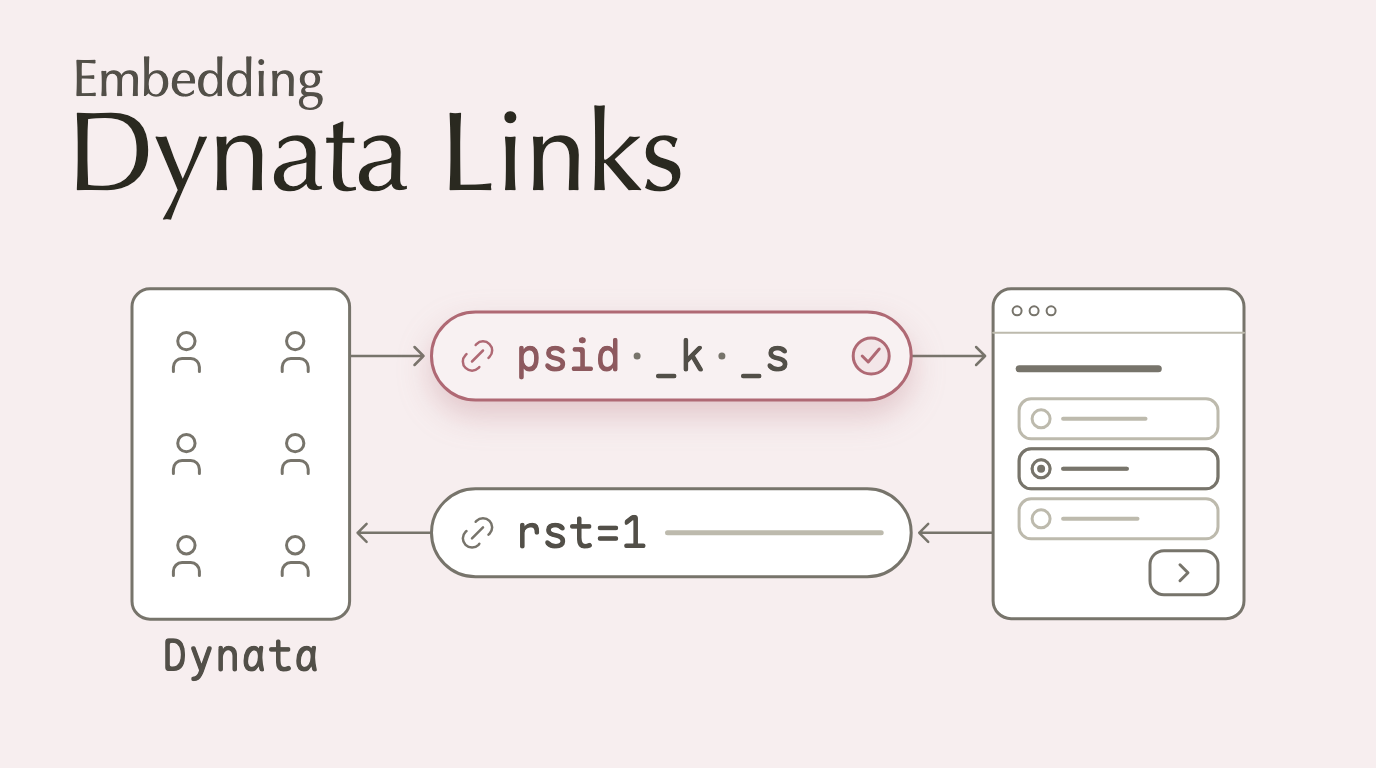 Embedding
Dynata Links
psid · _k · _s
rst=1
Dynata